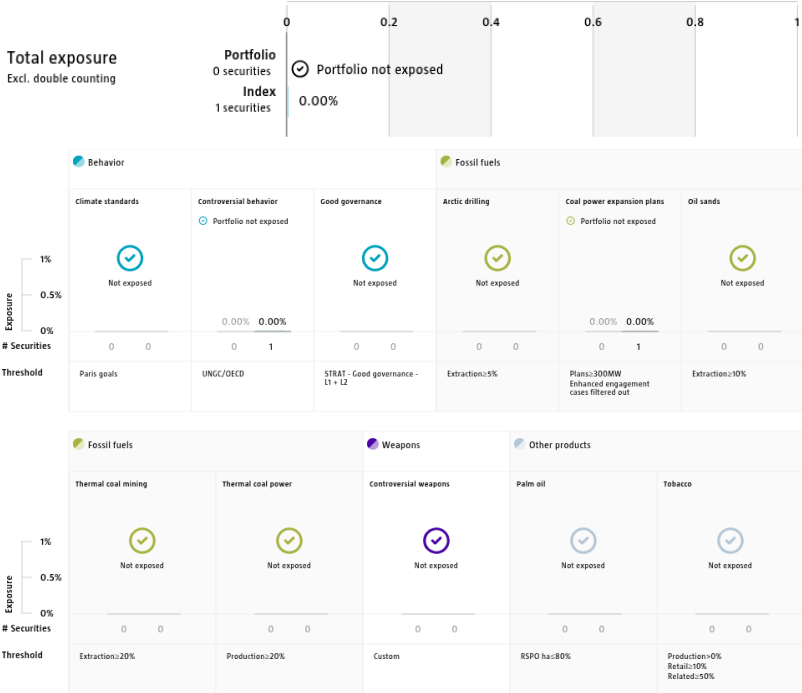 0 0.2 0.4 0.6 0.8 1
Total exposure
Excl. double counting
Portfolio
0 securities
Portfolio not exposed
Index
1 securities
0.00%
Behavior
Fossil fuels
Climate standards
Controversial behavior
Good governance
Arctic drilling
Coal power expansion plans
Oil sands
Portfolio not exposed
Portfolio not exposed
Not exposed
Not exposed
Not exposed
Not exposed
Exposure
1%
0.5%
0%
0.00% 0.00%
0.00% 0.00%
# Securities
0 0
0 1
0 0
0 0
0 1
0 0
Threshold
Paris goals
UNGC/OECD
STRAT - Good governance -
L1 + L2
Extraction≥5%
Plans≥300MW
Enhanced engagement
cases filtered out
Extraction≥10%
Fossil fuels
Weapons
Other products
Thermal coal mining
Thermal coal power
Controversial weapons
Palm oil
Tobacco
Not exposed
Not exposed
Not exposed
Not exposed
Not exposed
Exposure
1%
0.5%
0%
# Securities
0 0
0 0
0 0
0 0
0 0
Threshold
Extraction≥20%
Production≥20%
Custom
RSPO ha≤80%
Production>0%
Retail≥10%
Related≥50%